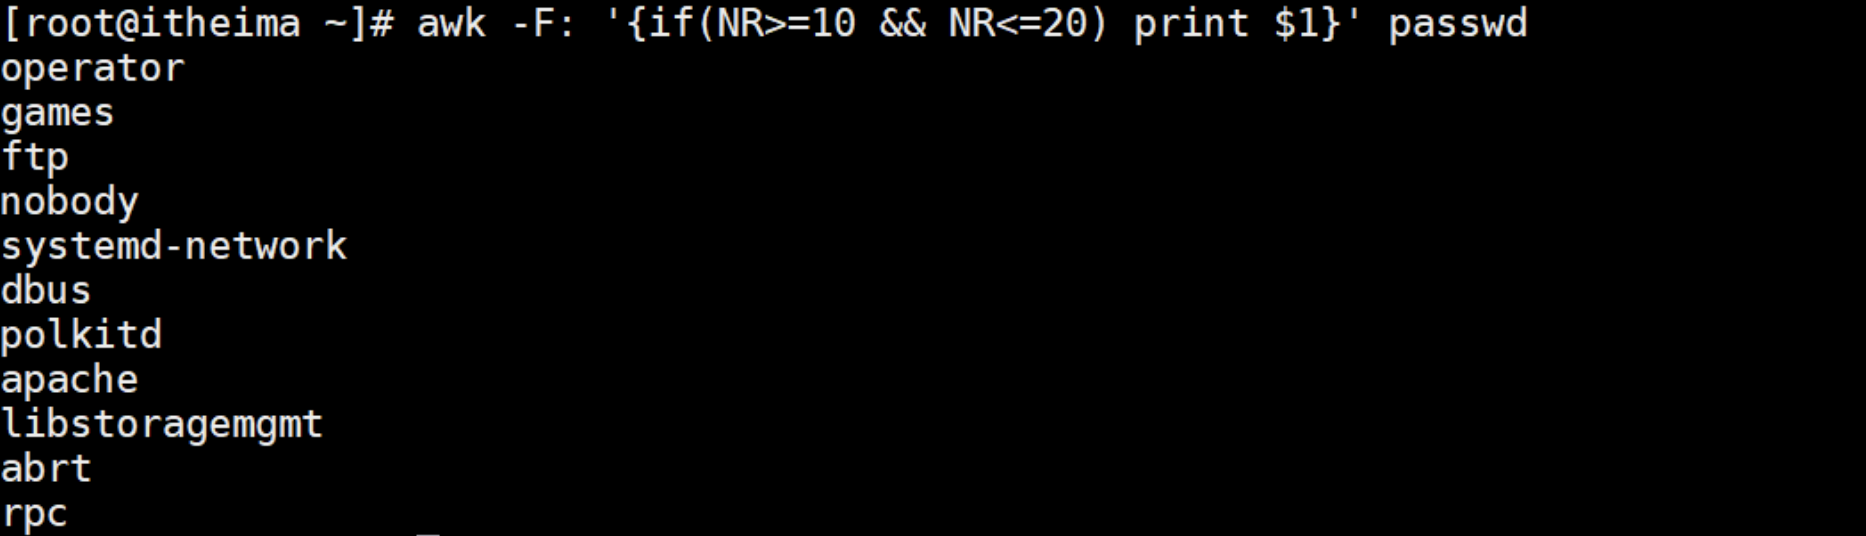 [root@itheima ~]# awk -F: '{if(NR>=10 && NR<=20) print $1}' passwd
operator
games
ftp
nobody
systemd-network
dbus
polkitd
apache
libstoragemgmt
abrt
rpc